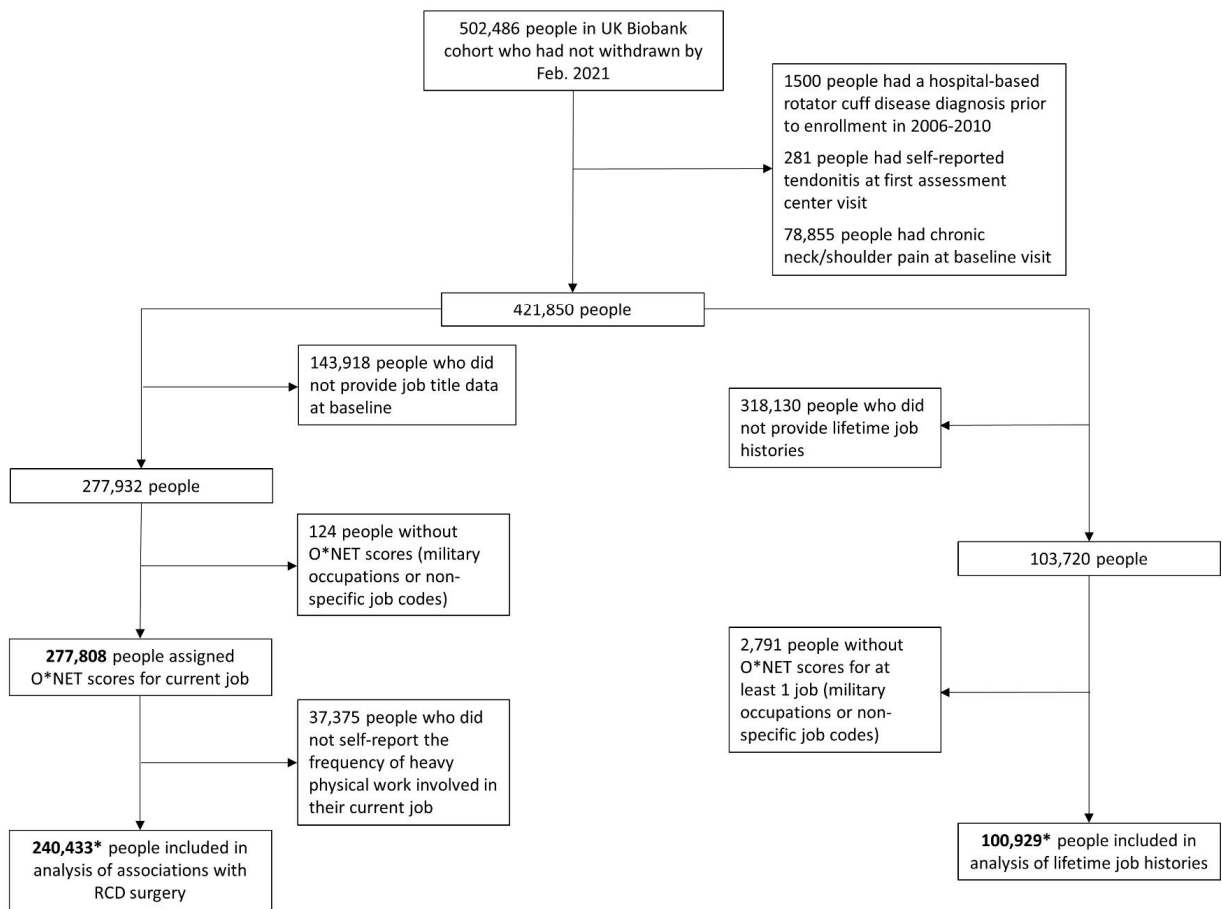 502,486 people in UK Biobank
cohort who had not withdrawn by
Feb. 2021
1500 people had a hospital-based
rotator cuff disease diagnosis prior
to enrollment in 2006-2010
281 people had self-reported
tendonitis at first assessment
center visit
78,855 people had chronic
neck/shoulder pain at baseline visit
421,850 people
143,918 people who did
not provide job title data
at baseline
277,932 people
124 people without
O*NET scores (military
occupations or non-
specific job codes)
277,808 people assigned
O*NET scores for current job
37,375 people who did
not self-report the
frequency of heavy
physical work involved in
their current job
240,433* people included in
analysis of associations with
RCD surgery
318,130 people who did
not provide lifetime job
histories
103,720 people
2,791 people without
O*NET scores for at
least 1 job (military
occupations or non-
specific job codes)
100,929* people included in
analysis of lifetime job histories